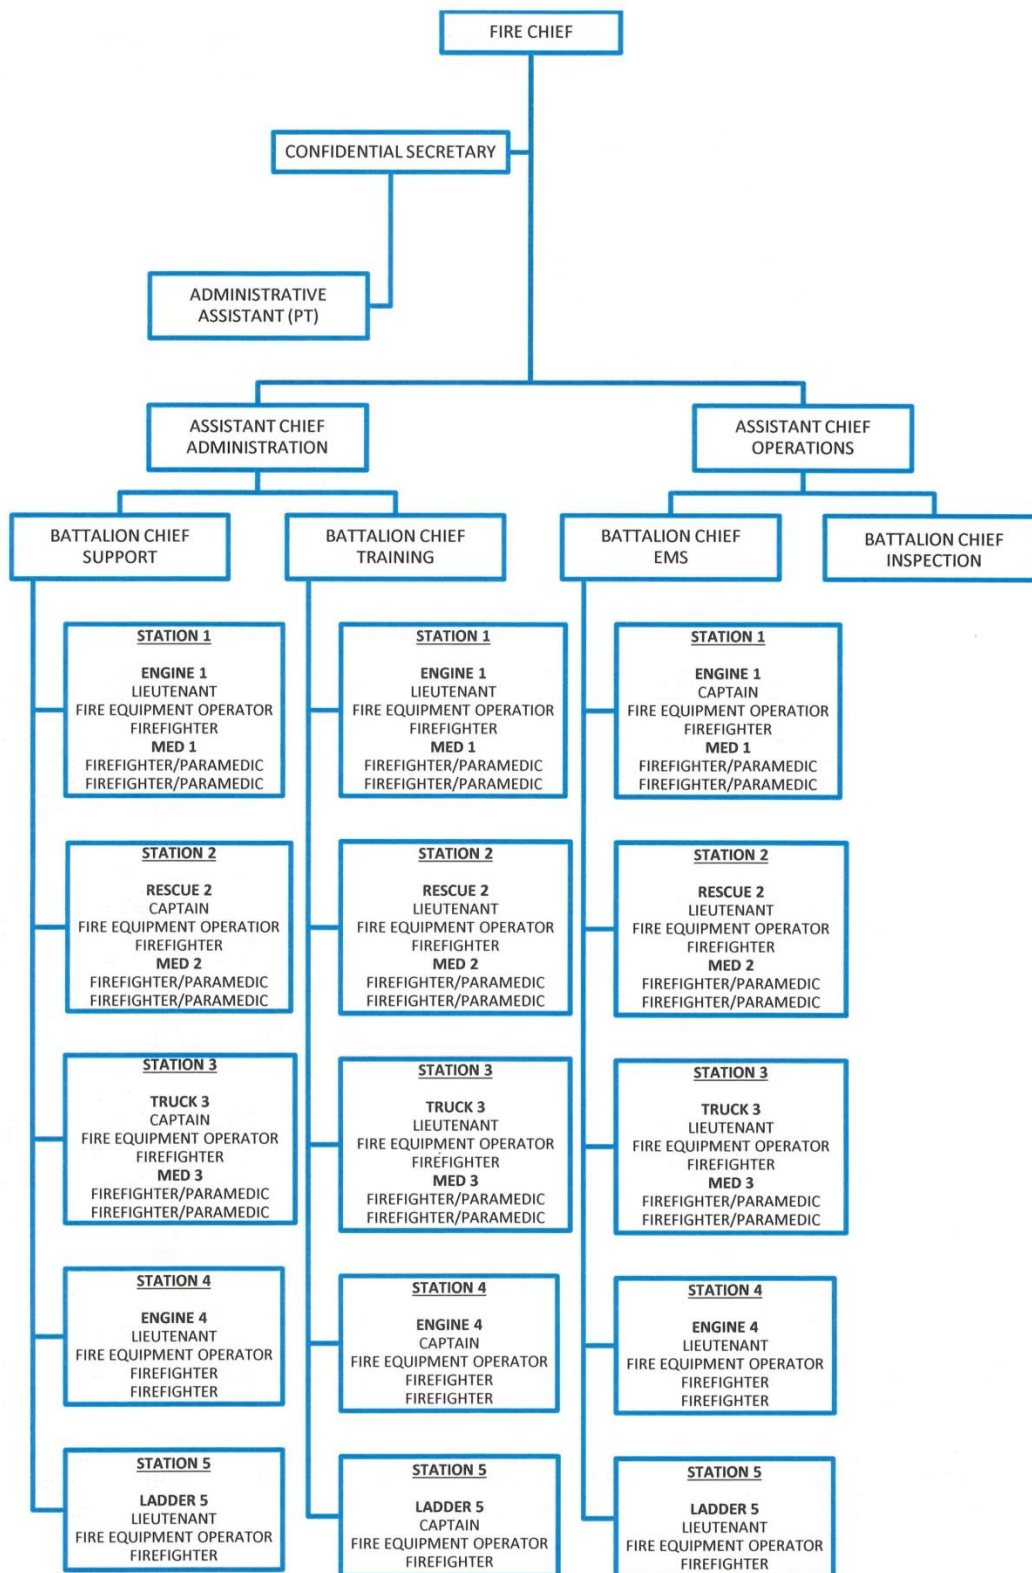 FIRE CHIEF
CONFIDENTIAL SECRETARY
ADMINISTRATIVE
ASSISTANT (PT)
ASSISTANT CHIEF
ADMINISTRATION
ASSISTANT CHIEF
OPERATIONS
BATTALION CHIEF
SUPPORT
BATTALION CHIEF
TRAINING
BATTALION CHIEF
EMS
BATTALION CHIEF
INSPECTION
STATION 1
ENGINE 1
LIEUTENANT
FIRE EQUIPMENT OPERATOR
FIREFIGHTER
MED 1
FIREFIGHTER/PARAMEDIC
FIREFIGHTER/PARAMEDIC
STATION 2
RESCUE 2
CAPTAIN
FIRE EQUIPMENT OPERATIOR
FIREFIGHTER
MED 2
FIREFIGHTER/PARAMEDIC
FIREFIGHTER/PARAMEDIC
STATION 3
TRUCK 3
CAPTAIN
FIRE EQUIPMENT OPERATOR
FIREFIGHTER
MED 3
FIREFIGHTER/PARAMEDIC
FIREFIGHTER/PARAMEDIC
STATION 4
ENGINE 4
LIEUTENANT
FIRE EQUIPMENT OPERATOR
FIREFIGHTER
FIREFIGHTER
STATION 5
LADDER 5
LIEUTENANT
FIRE EQUIPMENT OPERATOR
FIREFIGHTER
STATION 1
ENGINE 1
LIEUTENANT
FIRE EQUIPMENT OPERATIOR
FIREFIGHTER
MED 1
FIREFIGHTER/PARAMEDIC
FIREFIGHTER/PARAMEDIC
STATION 2
RESCUE 2
LIEUTENANT
FIRE EQUIPMENT OPERATOR
FIREFIGHTER
MED 2
FIREFIGHTER/PARAMEDIC
FIREFIGHTER/PARAMEDIC
STATION 3
TRUCK 3
LIEUTENANT
FIRE EQUIPMENT OPERATOR
FIREFIGHTER
MED 3
FIREFIGHTER/PARAMEDIC
FIREFIGHTER/PARAMEDIC
STATION 4
ENGINE 4
CAPTAIN
FIRE EQUIPMENT OPERATOR
FIREFIGHTER
FIREFIGHTER
STATION 5
LADDER 5
CAPTAIN
FIRE EQUIPMENT OPERATOR
FIREFIGHTER
STATION 1
ENGINE 1
CAPTAIN
FIRE EQUIPMENT OPERATIOR
FIREFIGHTER
MED 1
FIREFIGHTER/PARAMEDIC
FIREFIGHTER/PARAMEDIC
STATION 2
RESCUE 2
LIEUTENANT
FIRE EQUIPMENT OPERATOR
FIREFIGHTER
MED 2
FIREFIGHTER/PARAMEDIC
FIREFIGHTER/PARAMEDIC
STATION 3
TRUCK 3
LIEUTENANT
FIRE EQUIPMENT OPERATOR
FIREFIGHTER
MED 3
FIREFIGHTER/PARAMEDIC
FIREFIGHTER/PARAMEDIC
STATION 4
ENGINE 4
LIEUTENANT
FIRE EQUIPMENT OPERATOR
FIREFIGHTER
FIREFIGHTER
STATION 5
LADDER 5
LIEUTENANT
FIRE EQUIPMENT OPERATOR
FIREFIGHTER